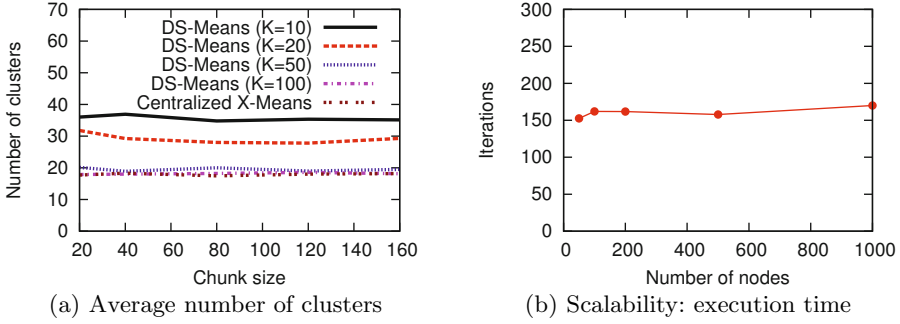 70
60
50
40
30
20
10
0
Number of clusters
DS-Means (K=10)
DS-Means (K=20)
DS-Means (K=50)
DS-Means (K=100)
Centralized X-Means
20 40 60 80 100 120 140 160
Chunk size
(a) Average number of clusters
300
250
200
150
100
50
0
Iterations
0 200 400 600 800 1000
Number of nodes
(b) Scalability: execution time